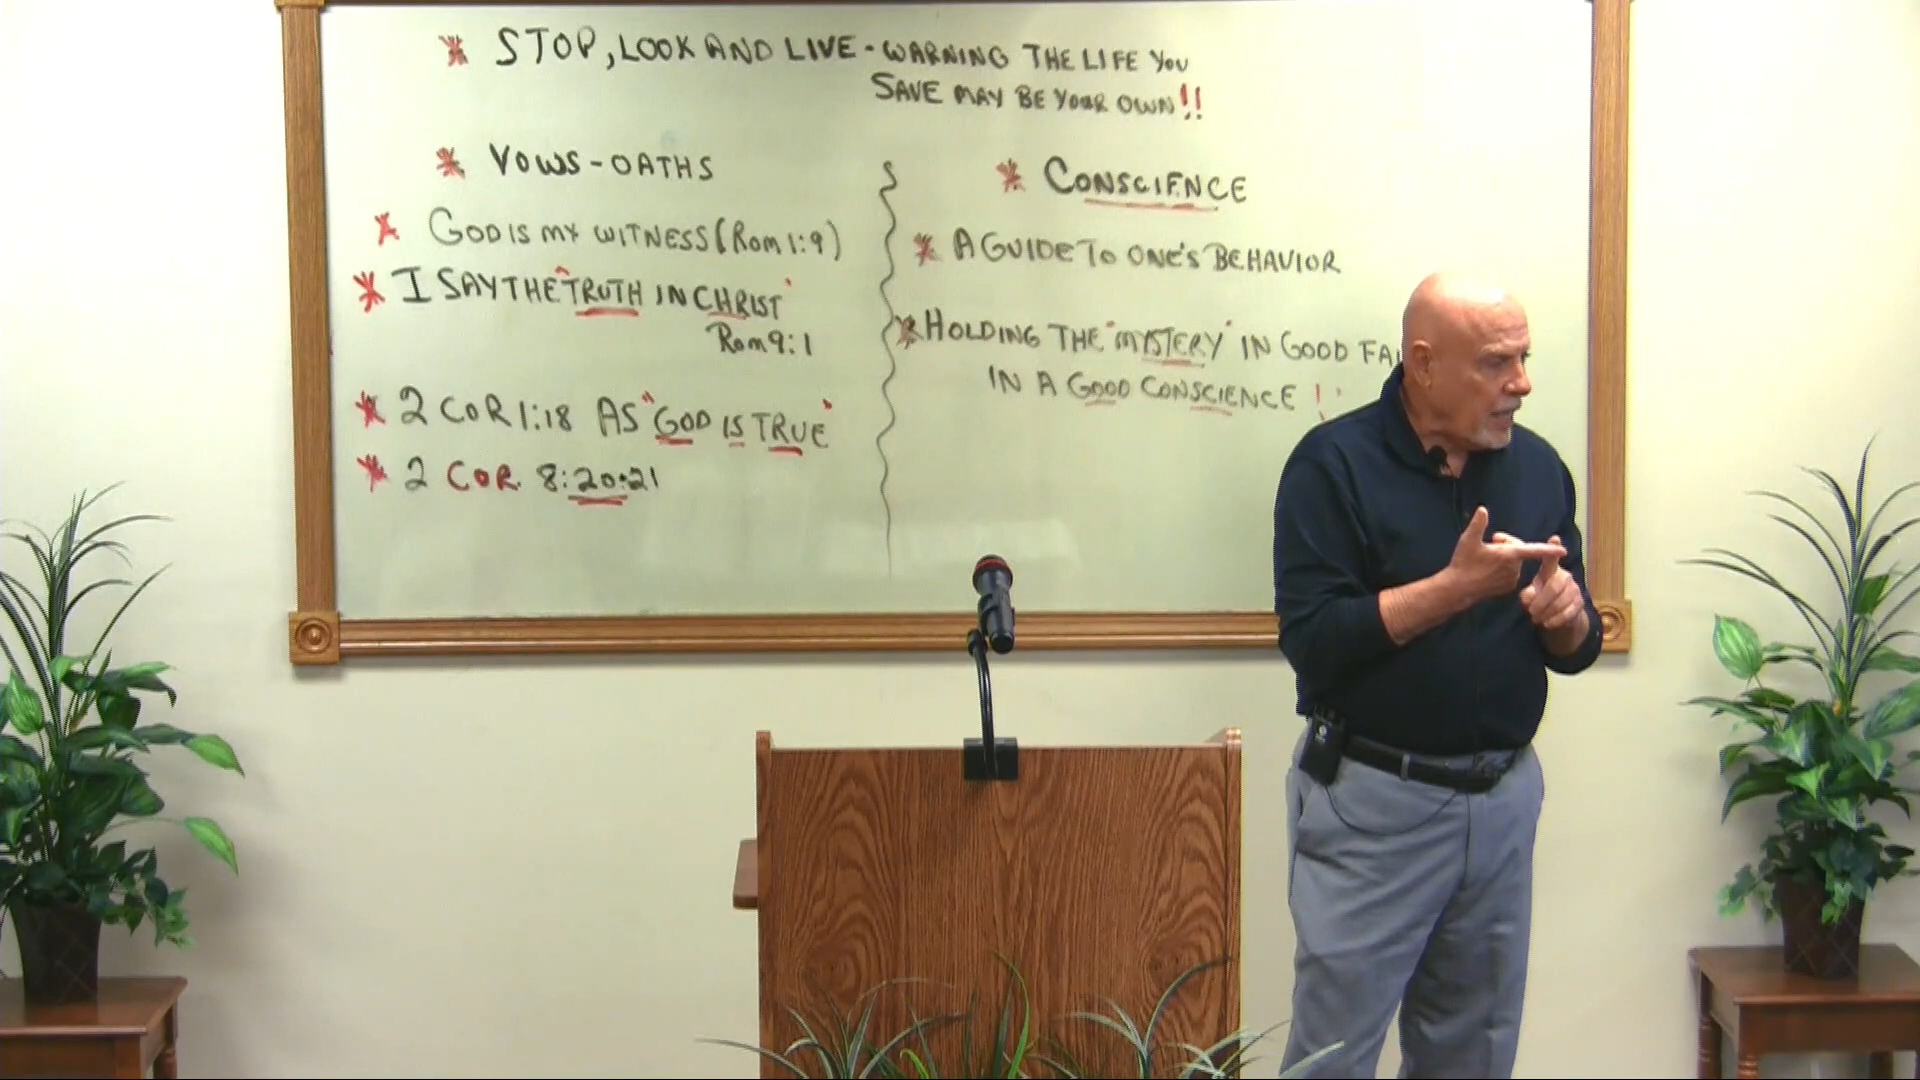 * STOP, LOOK AND LIVE - WARNING THE LIFE YOU
SAVE MAY BE YOUR OWN!!
* VOWS - OATHS
* GOD IS MY WITNESS (ROM 1:9)
* I SAY THE "TRUTH IN CHRIST"
ROM 9:1
* 2 COR 1:18 AS "GOD IS TRUE"
* 2 COR. 8:20-21
* CONSCIENCE
* A GUIDE TO ONE'S BEHAVIOR
* HOLDING THE "MYSTERY" IN GOOD FAI
IN A GOOD CONSCIENCE !!